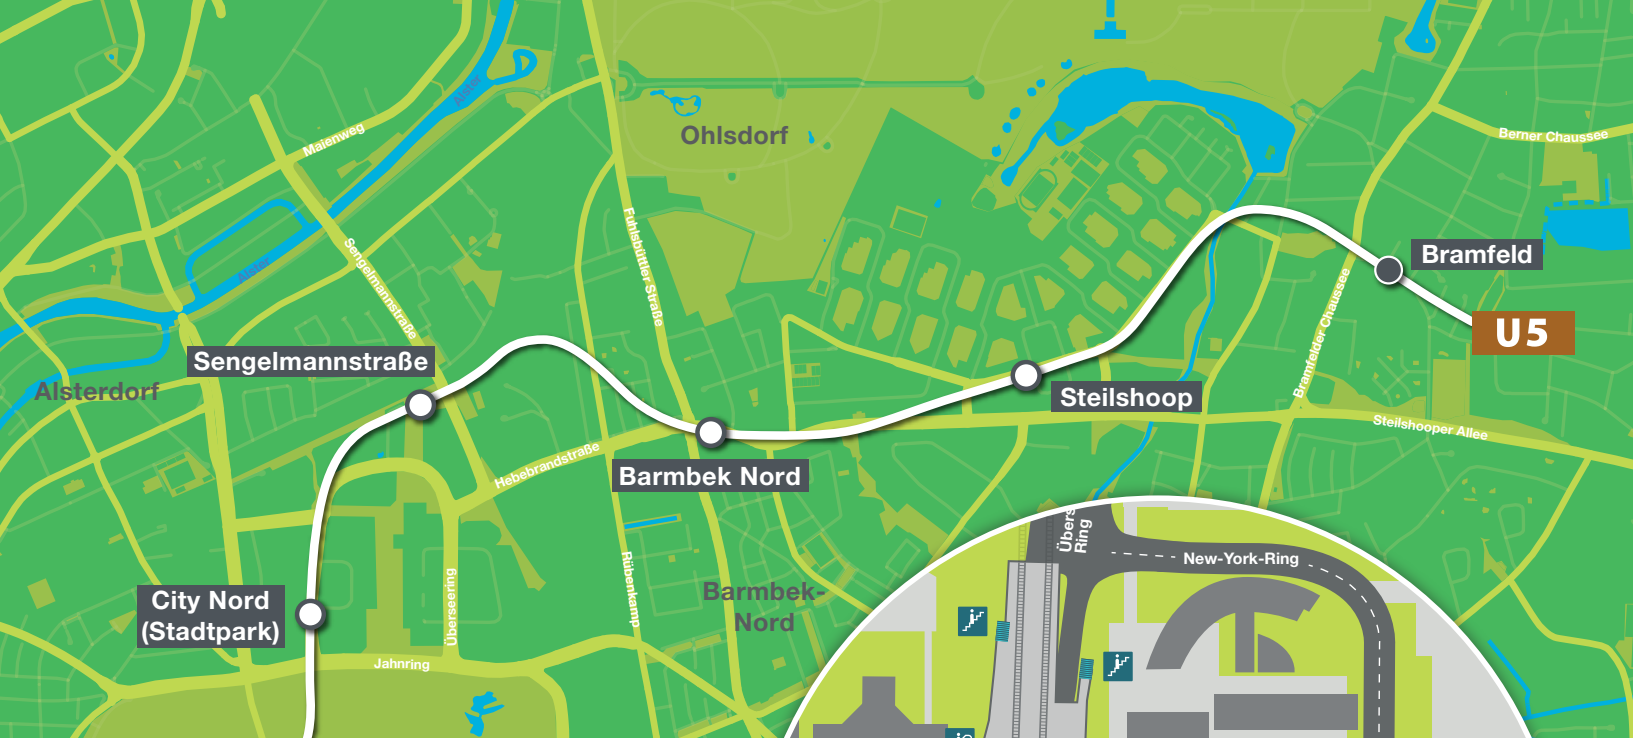 Alster
Ohlsdorf
Maienweg
Berner Chaussee
Fuhlsbüttler Straße
Sengelmannstraße
Alster
Bramfeld
Bramfelder Chaussee
U5
Sengelmannstraße
Alsterdorf
Steilshoop
Steilshooper Allee
Hebebrandstraße
Barmbek Nord
Rübenkamp
Überseering
City Nord
(Stadtpark)
Barmbek-
Nord
Jahnring
Übers
Ring
New-York-Ring